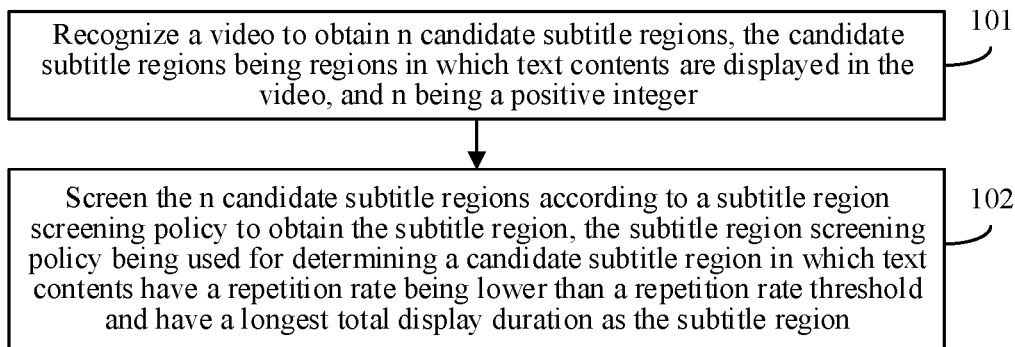 Recognize a video to obtain n candidate subtitle regions, the candidate
subtitle regions being regions in which text contents are displayed in the
video, and n being a positive integer
101
Screen the n candidate subtitle regions according to a subtitle region
screening policy to obtain the subtitle region, the subtitle region screening
policy being used for determining a candidate subtitle region in which text
contents have a repetition rate being lower than a repetition rate threshold
and have a longest total display duration as the subtitle region
102